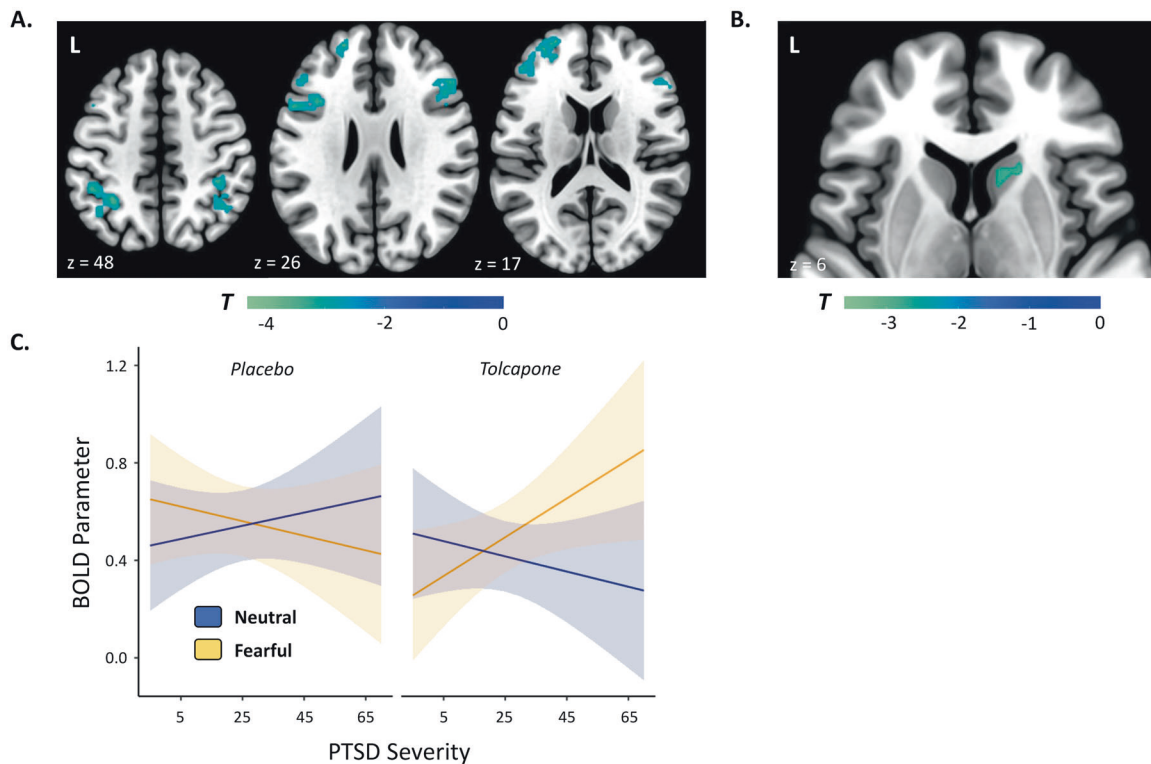 A.
L
z = 48
z = 26
z = 17
T
-4
-2
0
B.
L
z = 6
T
-3
-2
-1
0
C.
Placebo
Tolcapone
1.2
0.8
0.4
0.0
BOLD Parameter
Neutral
Fearful
5
25
45
65
5
25
45
65
PTSD Severity